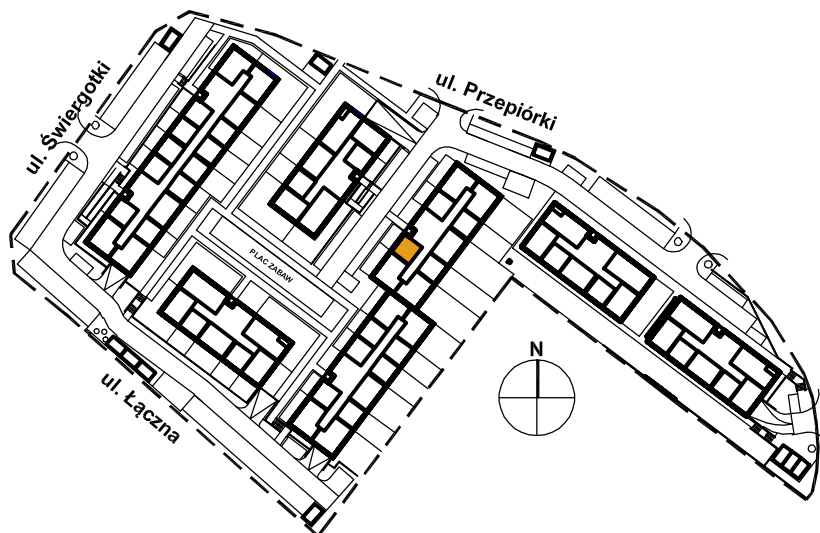 ul. Świergotki
ul. Przepiórki
PLAC ZABAW
N
ul. Łączna